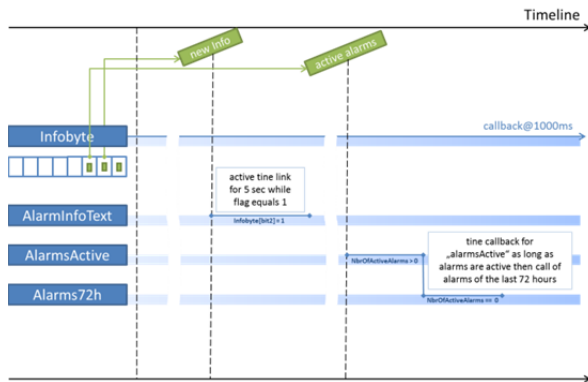 Timeline
new Info
active alarms
Infobyte
callback@1000ms
active tine link
for 5 sec while
flag equals 1
AlarmInfoText
Infobyte[bit2] = 1
tine callback for
„alarmsActive“ as long as
alarms are active then call of
alarms of the last 72 hours
AlarmsActive
NbrOfActiveAlarms > 0
Alarms72h
NbrOfActiveAlarms == 0